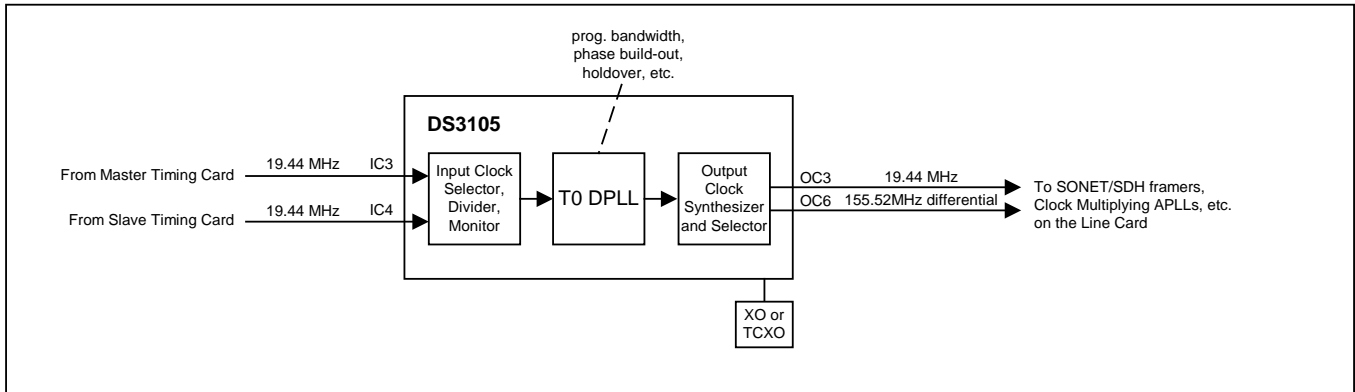 prog. bandwidth,
phase build-out,
holdover, etc.
DS3105
From Master Timing Card
19.44 MHz
IC3
From Slave Timing Card
19.44 MHz
IC4
Input Clock
Selector,
Divider,
Monitor
T0 DPLL
Output
Clock
Synthesizer
and Selector
OC3
19.44 MHz
OC6
155.52MHz differential
To SONET/SDH framers,
Clock Multiplying APLLs, etc.
on the Line Card
XO or
TCXO